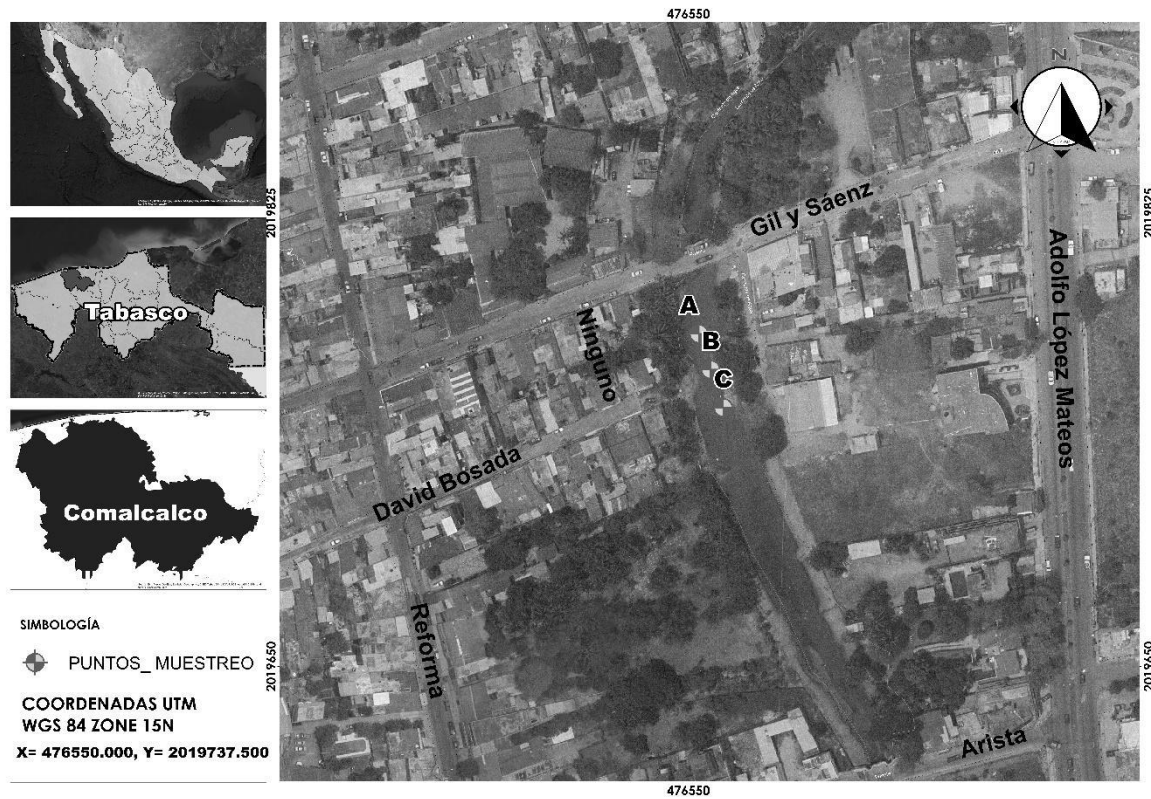 476550
2019825
2019825
Tabasco
Comalcalco
SIMBOLOGÍA
PUNTOS_ MUESTREO
COORDENADAS UTM
WGS 84 ZONE 15N
X= 476550.000, Y= 2019737.500
N
Gil y Sáenz
Adolfo López Mateos
A
B
C
Ninguno
David Bosada
Reforma
Arista
2019650
2019650
476550